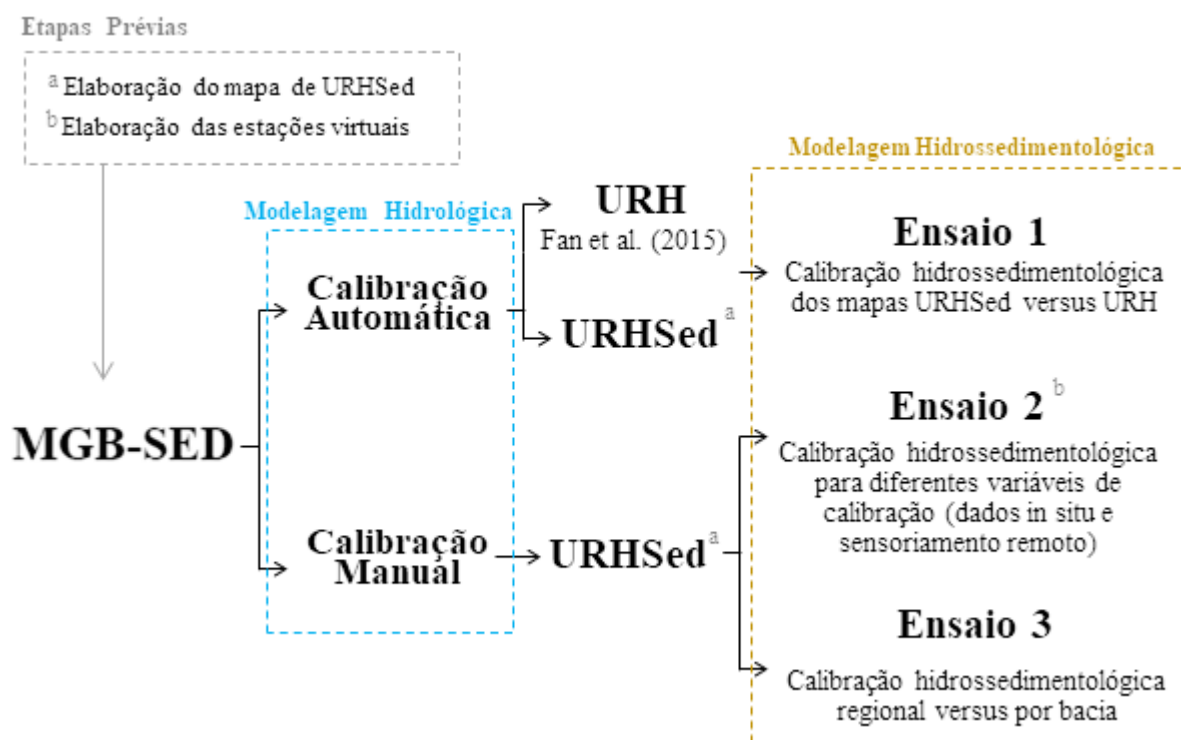 Etapas Prévias
a Elaboração do mapa de URHSed
b Elaboração das estações virtuais
Modelagem Hidrossedimentológica
Modelagem Hidrológica
URH
Fan et al. (2015)
Ensaio 1
Calibração hidrossedimentológica
dos mapas URHSed versus URH
Calibração
Automática
URHSed a
MGB-SED
Ensaio 2 b
Calibração hidrossedimentológica
para diferentes variáveis de
calibração (dados in situ e
sensoriamento remoto)
Calibração
Manual
URHSed a
Ensaio 3
Calibração hidrossedimentológica
regional versus por bacia